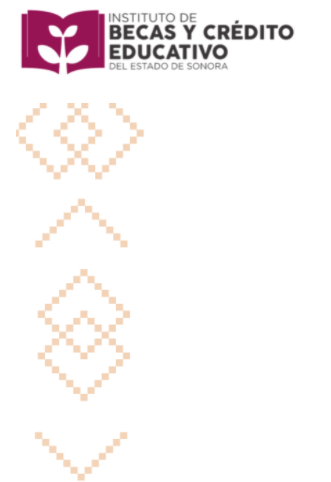 INSTITUTO DE
BECAS Y CRÉDITO
EDUCATIVO
DEL ESTADO DE SONORA